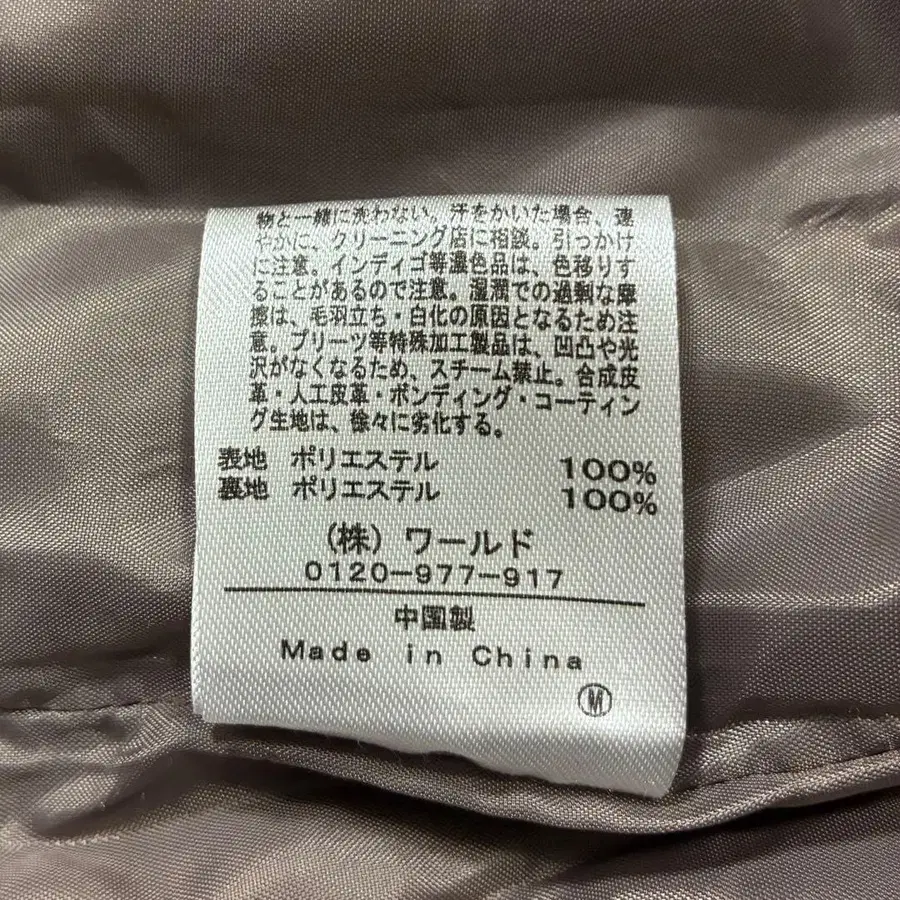 物と一緒に洗わない。汗をかいた場合、速
やかに、クリーニング店に相談。引っかけ
に注意。インディゴ等濃色品は、色移りす
ることがあるので注意。湿潤での過剰な摩
擦は、毛羽立ち・白化の原因となるため注
意。プリーツ等特殊加工製品は、凹凸や光
沢がなくなるため、スチーム禁止。合成皮
革・人工皮革・ボンディング・コーティン
グ生地は、徐々に劣化する。
表地 ポリエステル 100%
裏地 ポリエステル 100%
(株) ワールド
0120-977-917
中国製
Made in China
M